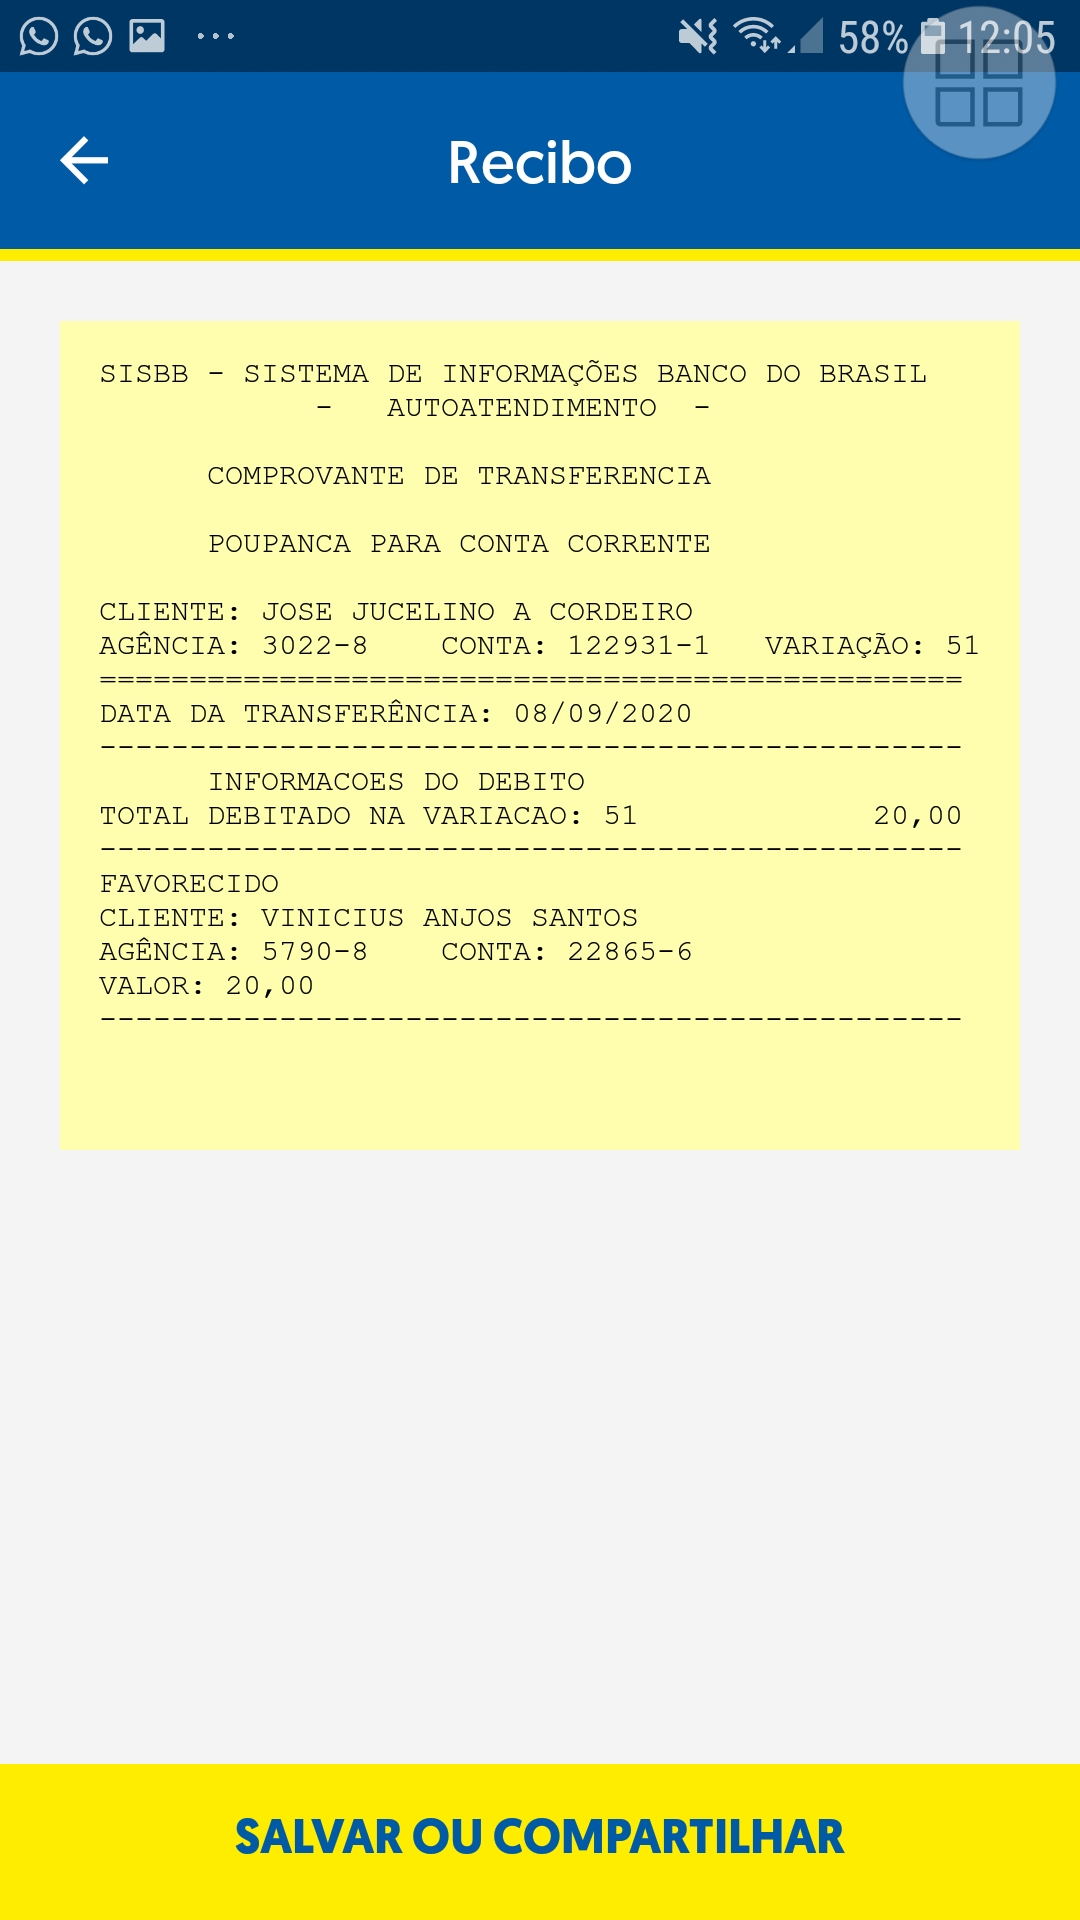 58% 12:05
Recibo
SISBB - SISTEMA DE INFORMAÇÕES BANCO DO BRASIL
- AUTOATENDIMENTO -
COMPROVANTE DE TRANSFERENCIA
POUPANCA PARA CONTA CORRENTE
CLIENTE: JOSE JUCELINO A CORDEIRO
AGÊNCIA: 3022-8 CONTA: 122931-1 VARIAÇÃO: 51
================================================
DATA DA TRANSFERÊNCIA: 08/09/2020
------------------------------------------------
INFORMACOES DO DEBITO
TOTAL DEBITADO NA VARIACAO: 51 20,00
------------------------------------------------
FAVORECIDO
CLIENTE: VINICIUS ANJOS SANTOS
AGÊNCIA: 5790-8 CONTA: 22865-6
VALOR: 20,00
------------------------------------------------
SALVAR OU COMPARTILHAR